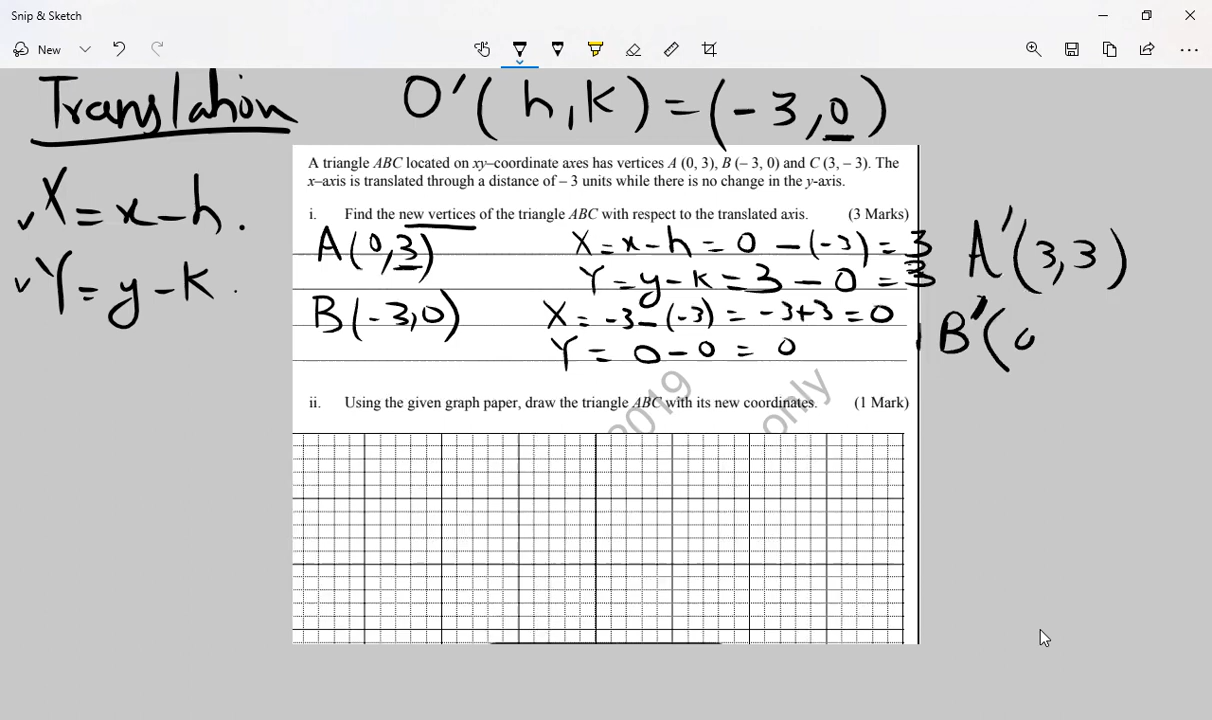 Snip & Sketch
New
Translation
O'(h,k)=(-3,0)
A triangle ABC located on xy–coordinate axes has vertices A (0, 3), B (– 3, 0) and C (3, – 3). The
x–axis is translated through a distance of – 3 units while there is no change in the y-axis.
X=x-h.
i. Find the new vertices of the triangle ABC with respect to the translated axis. (3 Marks)
A(0,3) X=x-h=0-(-3)=3 A'(3,3)
Y=y-k. Y=y-k=3-0=3
B(-3,0) X=-3-(-3)=-3+3=0 B'(0
Y=0-0=0
ii. Using the given graph paper, draw the triangle ABC with its new coordinates. (1 Mark)
2019 only